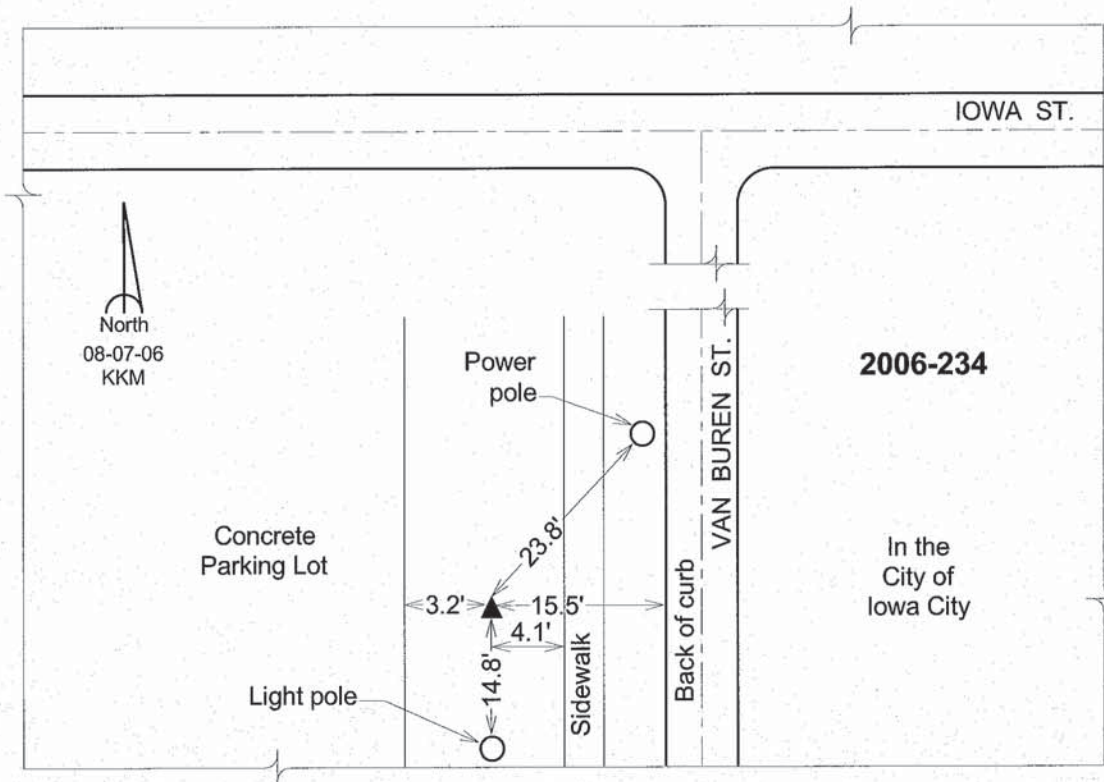 IOWA ST.
North
08-07-06
KKM
Power
pole
VAN BUREN ST.
2006-234
Concrete
Parking Lot
23.8'
In the
City of
Iowa City
3.2'
15.5'
4.1'
14.8'
Sidewalk
Back of curb
Light pole